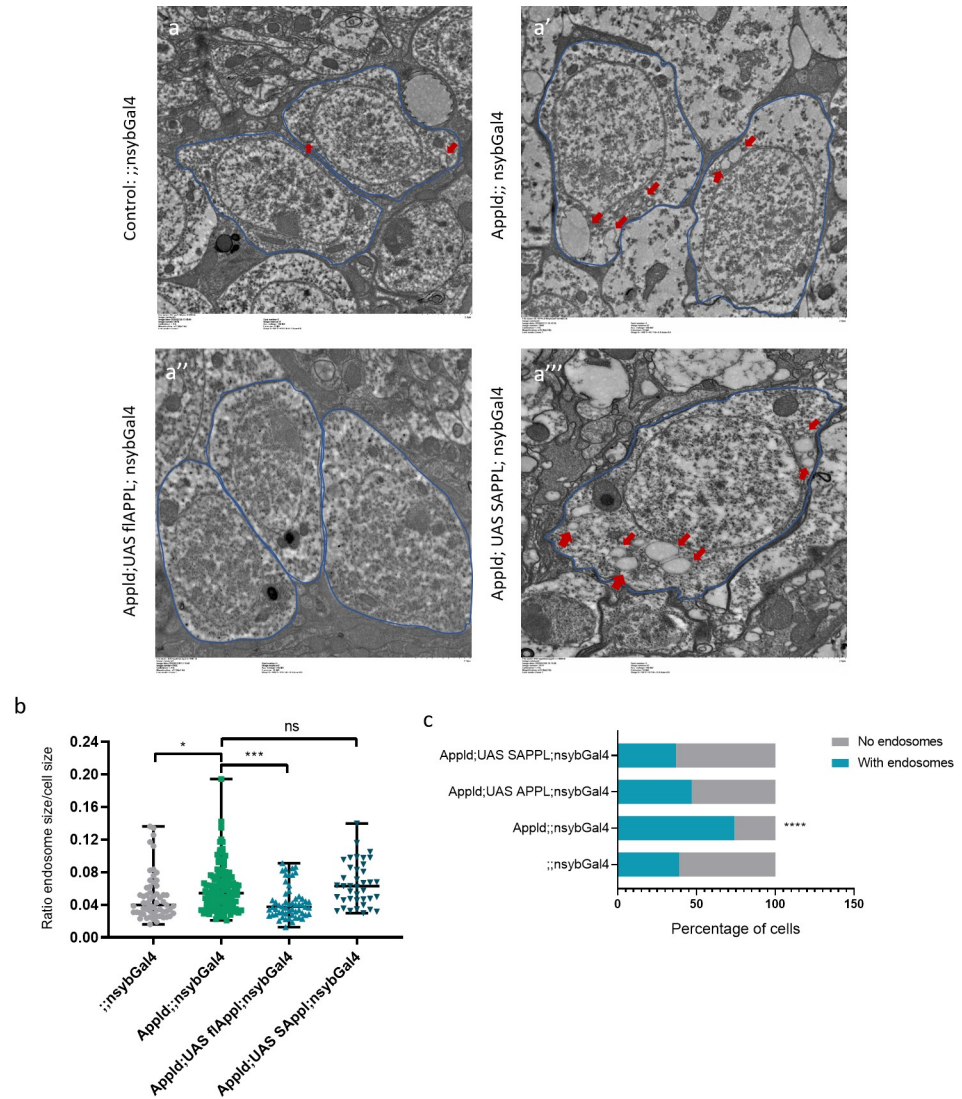 a
Control: ;;nsybGal4
a'
Appld;; nsybGal4
a''
Appld;UAS flAPPL; nsybGal4
a'''
Appld; UAS SAPPL; nsybGal4
b
Ratio endosome size/cell size
0.24
0.20
0.16
0.12
0.08
0.04
0.00
*
***
ns
;;nsybGal4
Appld;;nsybGal4
Appld;UAS flAppl;nsybGal4
Appld;UAS SAppl;nsybGal4
c
Appld;UAS SAPPL;nsybGal4
Appld;UAS APPL;nsybGal4
Appld;;nsybGal4
;;nsybGal4
****
0
50
100
150
Percentage of cells
No endosomes
With endosomes